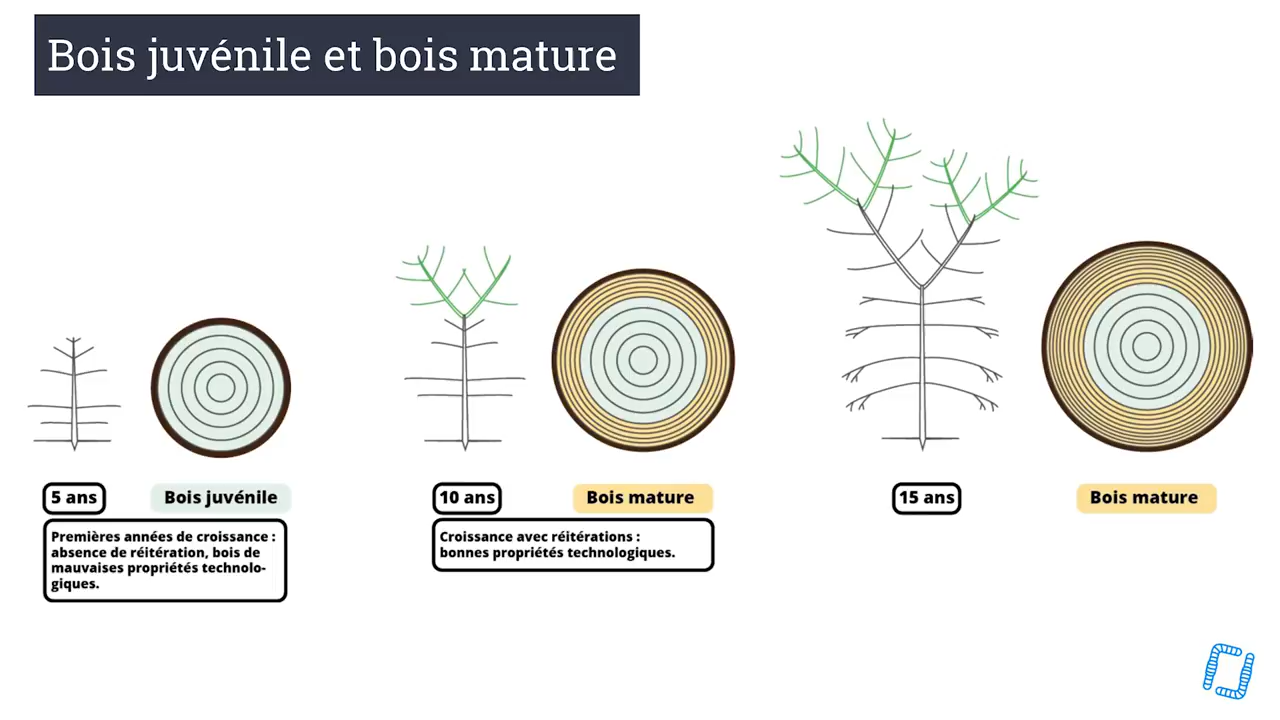 Bois juvénile et bois mature
5 ans
Bois juvénile
Premières années de croissance :
absence de réitération, bois de
mauvaises propriétés technolo-
giques.
10 ans
Bois mature
Croissance avec réitérations :
bonnes propriétés technologiques.
15 ans
Bois mature